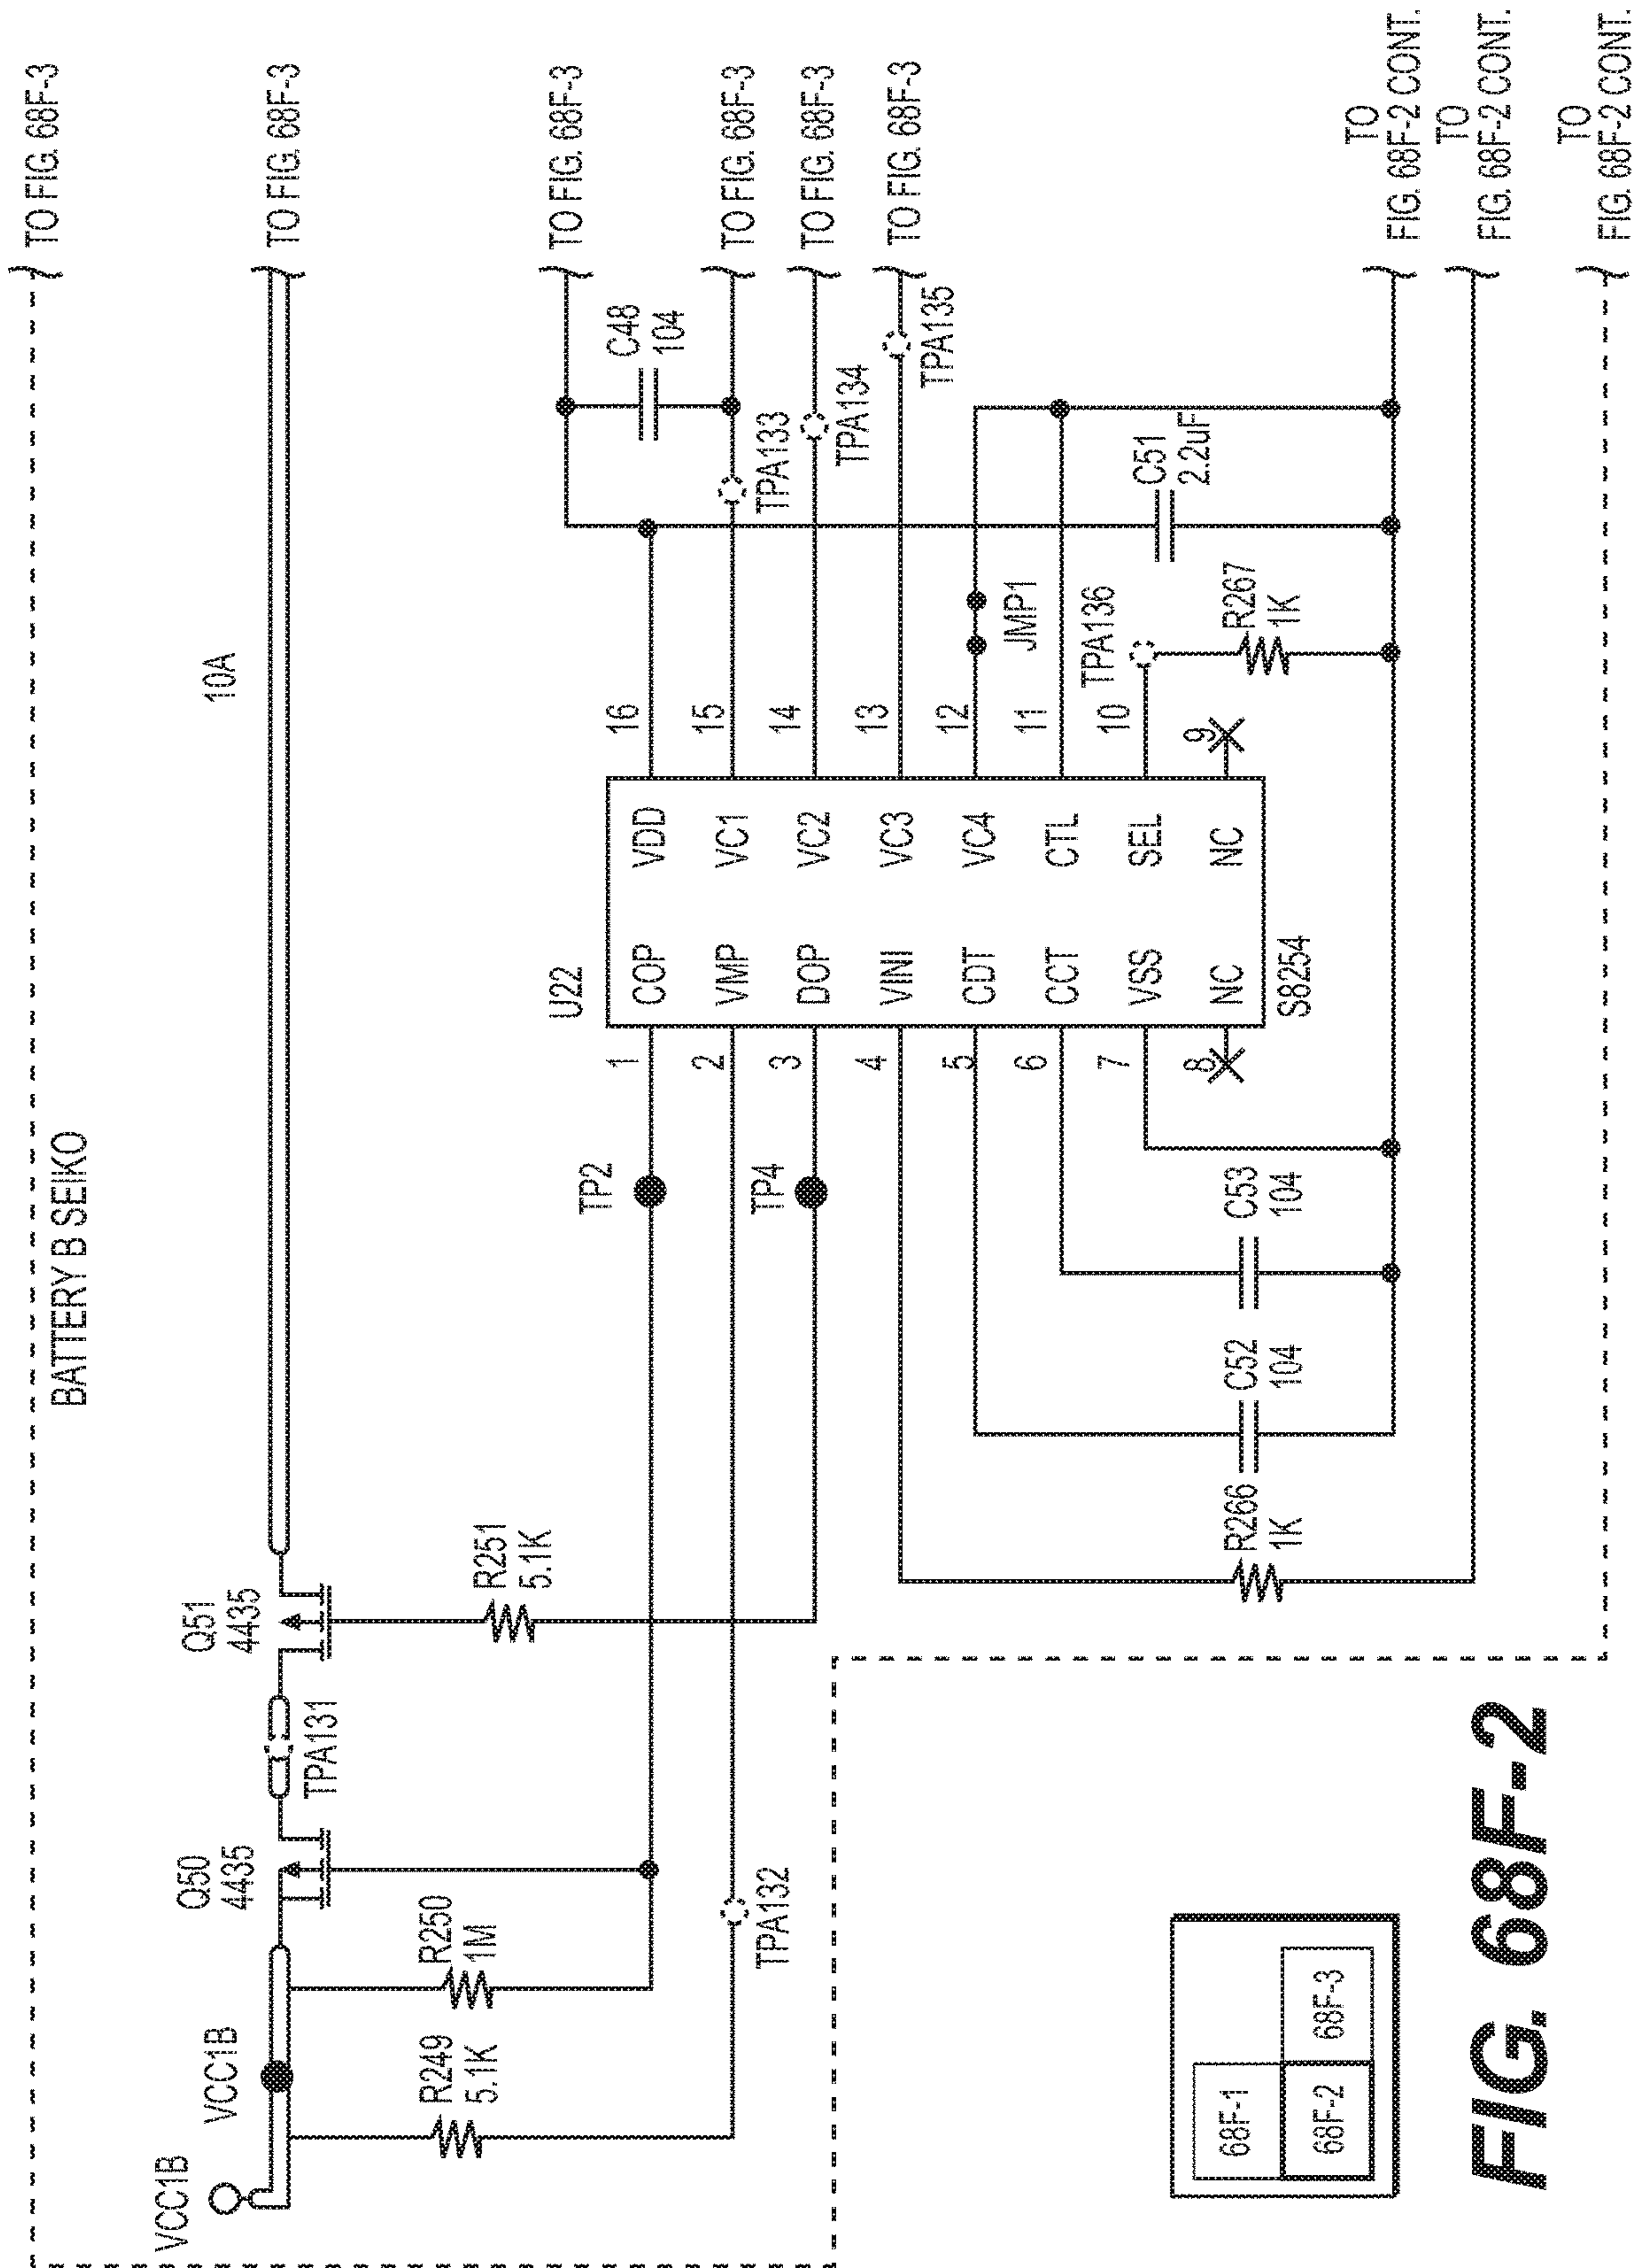 BATTERY B SEIKO
TO FIG. 68F-3
VCC1B
VCC1B
Q50
4435
TPA131
Q51
4435
10A
TO FIG. 68F-3
R249
5.1K
R250
1M
R251
5.1K
TO FIG. 68F-3
C48
104
TO FIG. 68F-3
TPA133
TO FIG. 68F-3
TPA134
TO FIG. 68F-3
TPA135
TPA132
TP2
TP4
U22
1 COP VDD 16
2 VMP VC1 15
3 DOP VC2 14
4 VINI VC3 13
5 CDT VC4 12
6 CCT CTL 11
7 VSS SEL 10
8 NC NC 9
S8254
JMP1
TPA136
C51
2.2uF
R266
1K
C52
104
C53
104
R267
1K
TO
FIG. 68F-2 CONT.
TO
FIG. 68F-2 CONT.
TO
FIG. 68F-2 CONT.
68F-1
68F-2 68F-3
FIG. 68F-2